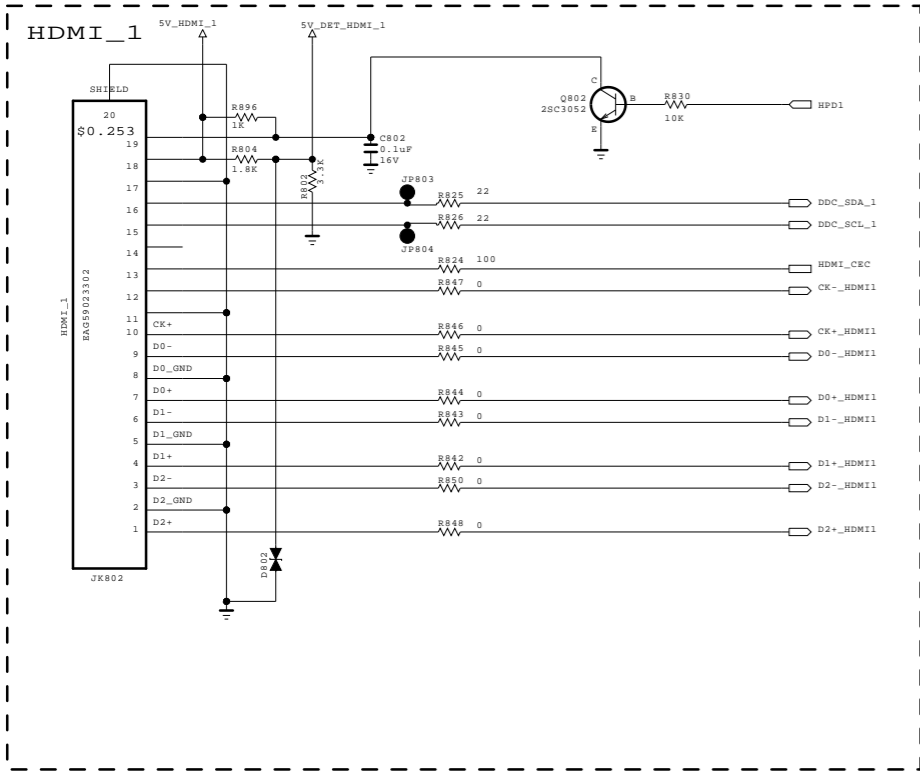 HDMI_1
5V_HDMI_1
5V_DET_HDMI_1
SHIELD
20
$0.253
R896
1K
R804
1.8K
R802
3.3K
C802
0.1uF
16V
C
Q802
2SC3052
B
E
R830
10K
HPD1
JP803
JP804
19
18
17
16
15
14
13
12
11
10
9
8
7
6
5
4
3
2
1
HDMI_1
EAG59023302
JK802
CK+
D0-
D0_GND
D0+
D1-
D1_GND
D1+
D2-
D2_GND
D2+
D802
R825 22 DDC_SDA_1
R826 22 DDC_SCL_1
R824 100 HDMI_CEC
R847 0 CK-_HDMI1
R846 0 CK+_HDMI1
R845 0 D0-_HDMI1
R844 0 D0+_HDMI1
R843 0 D1-_HDMI1
R842 0 D1+_HDMI1
R850 0 D2-_HDMI1
R848 0 D2+_HDMI1